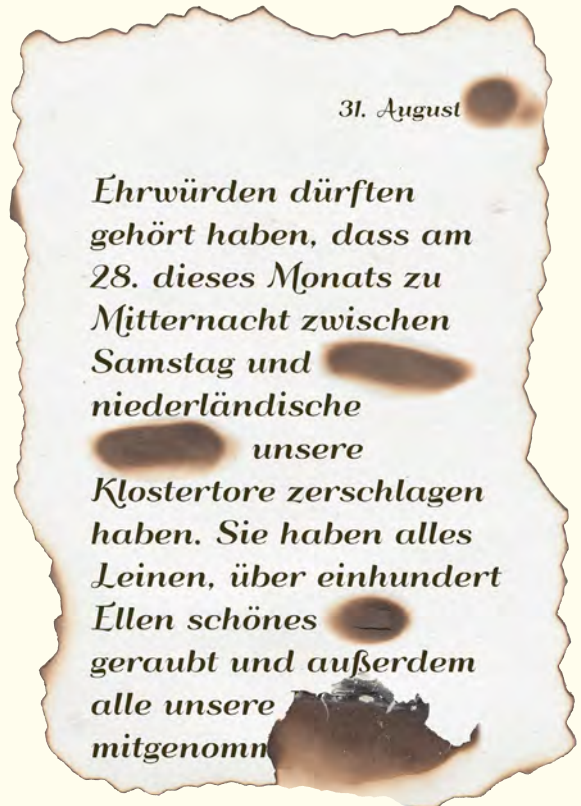 31. August
Ehrwürden dürften
gehört haben, dass am
28. dieses Monats zu
Mitternacht zwischen
Samstag und
niederländische
unsere
Klostertore zerschlagen
haben. Sie haben alles
Leinen, über einhundert
Ellen schönes
geraubt und außerdem
alle unsere
mitgenomm